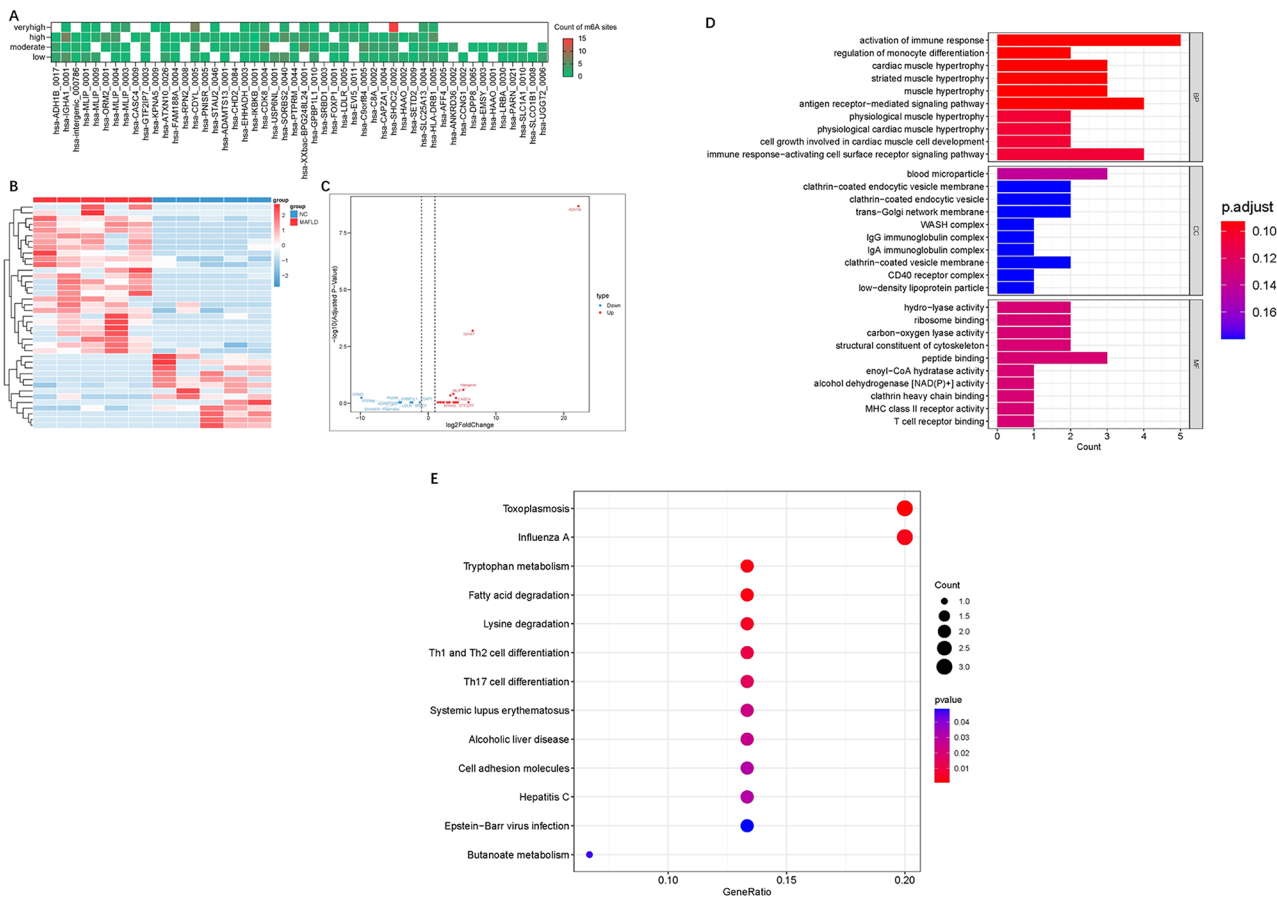 A
veryhigh
high
moderate
low
Count of m6A sites
15
10
5
0
hsa-ADH1B_0017
hsa-IGHA1_0001
hsa-intergenic_000786
hsa-MLIP_0001
hsa-MLIP_0009
hsa-ORM2_0001
hsa-MLIP_0004
hsa-MLIP_0003
hsa-CASC4_0009
hsa-GTF2IP7_0003
hsa-KPNA5_0009
hsa-ATXN10_0026
hsa-FAM188A_0004
hsa-RPN2_0008
hsa-CDYL_0005
hsa-PNISR_0005
hsa-STAU2_0046
hsa-ADAMTS13_0001
hsa-CHD2_0084
hsa-EHHADH_0003
hsa-IKBKB_0001
hsa-CDK8_0004
hsa-USP6NL_0001
hsa-SORBS2_0040
hsa-PTPRM_0044
hsa-XXbac-BPG248L24_0001
hsa-GPBP1L1_0010
hsa-SBDS_0003
hsa-FOXP1_0001
hsa-LDLR_0005
hsa-EVI5_0011
hsa-C9orf84_0005
hsa-C8A_0002
hsa-CAPZA1_0004
hsa-SHOC2_0002
hsa-HAAO_0002
hsa-SETD2_0009
hsa-SLC25A13_0004
hsa-HLA-DRB1_0005
hsa-AFF4_0005
hsa-ANKRD36_0002
hsa-CCNG1_0002
hsa-DPP8_0065
hsa-EMSY_0003
hsa-HAAO_0001
hsa-LRBA_0030
hsa-PARN_0021
hsa-SLC1A1_0010
hsa-SLCO1B1_0008
hsa-UGGT2_0006
B
group
group
NC
MAFLD
2
1
0
−1
−2
C
−log10(Adjusted P−Value)
7.5
5.0
2.5
0.0
−10
0
10
20
log2FoldChange
type
Down
Up
D
activation of immune response
regulation of monocyte differentiation
cardiac muscle hypertrophy
striated muscle hypertrophy
muscle hypertrophy
antigen receptor−mediated signaling pathway
physiological muscle hypertrophy
physiological cardiac muscle hypertrophy
cell growth involved in cardiac muscle cell development
immune response−activating cell surface receptor signaling pathway
BP
blood microparticle
clathrin−coated endocytic vesicle membrane
clathrin−coated endocytic vesicle
trans−Golgi network membrane
WASH complex
IgG immunoglobulin complex
IgA immunoglobulin complex
clathrin−coated vesicle membrane
CD40 receptor complex
low−density lipoprotein particle
CC
hydro−lyase activity
ribosome binding
carbon−oxygen lyase activity
structural constituent of cytoskeleton
peptide binding
enoyl−CoA hydratase activity
alcohol dehydrogenase [NAD(P)+] activity
clathrin heavy chain binding
MHC class II receptor activity
T cell receptor binding
MF
0
1
2
3
4
5
Count
p.adjust
0.10
0.12
0.14
0.16
E
Toxoplasmosis
Influenza A
Tryptophan metabolism
Fatty acid degradation
Lysine degradation
Th1 and Th2 cell differentiation
Th17 cell differentiation
Systemic lupus erythematosus
Alcoholic liver disease
Cell adhesion molecules
Hepatitis C
Epstein−Barr virus infection
Butanoate metabolism
0.10
0.15
0.20
GeneRatio
Count
1.0
1.5
2.0
2.5
3.0
pvalue
0.04
0.03
0.02
0.01